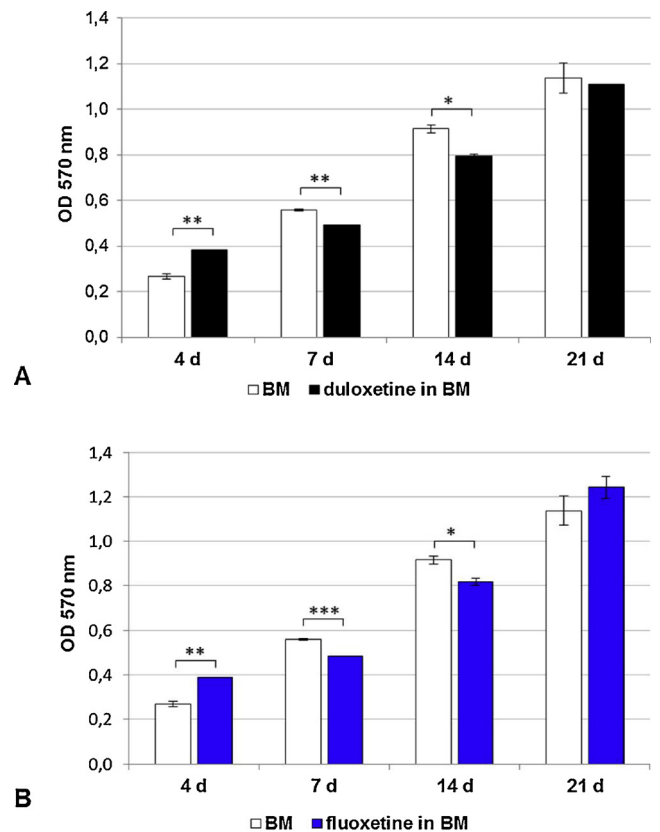 1,4
1,2
1,0
0,8
0,6
0,4
0,2
0,0
OD 570 nm
**
**
*
4 d 7 d 14 d 21 d
A
BM duloxetine in BM
1,4
1,2
1,0
0,8
0,6
0,4
0,2
0,0
OD 570 nm
**
***
*
4 d 7 d 14 d 21 d
B
BM fluoxetine in BM